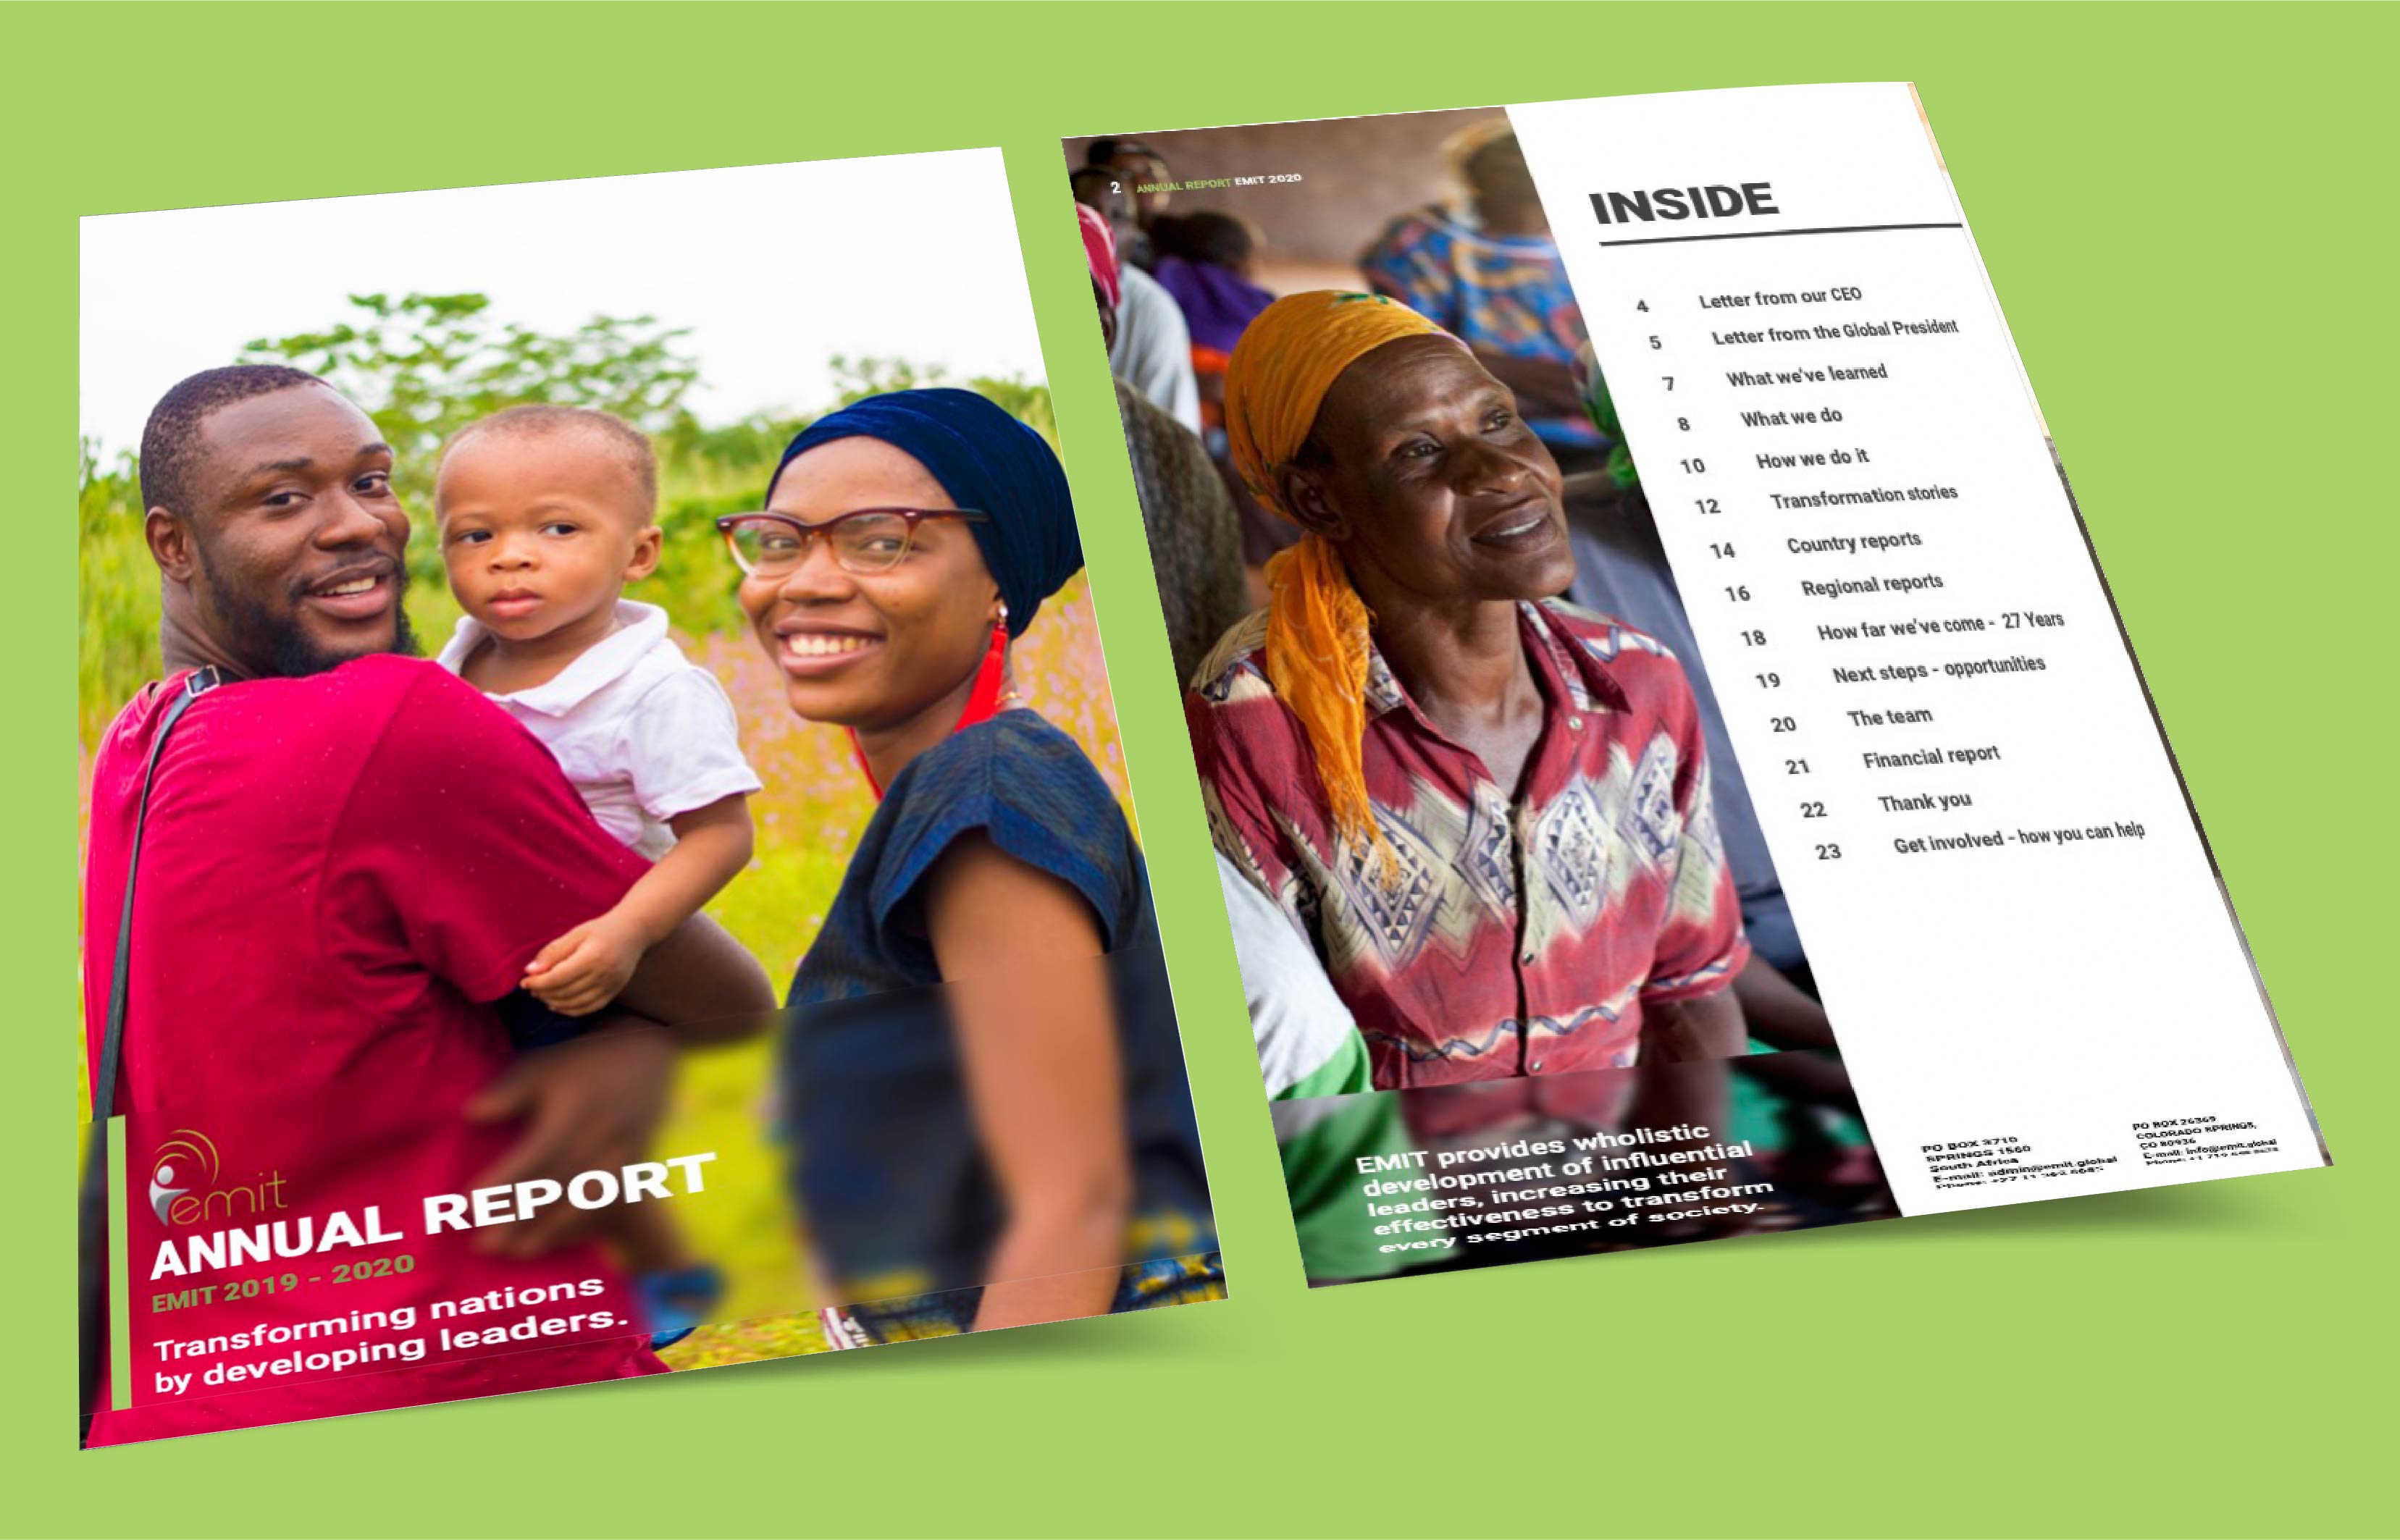 emit
ANNUAL REPORT
EMIT 2019 - 2020
Transforming nations
by developing leaders.
2 ANNUAL REPORT EMIT 2020
INSIDE
4 Letter from our CEO
5 Letter from the Global President
7 What we've learned
8 What we do
10 How we do it
12 Transformation stories
14 Country reports
16 Regional reports
18 How far we've come - 27 Years
19 Next steps - opportunities
20 The team
21 Financial report
22 Thank you
23 Get involved - how you can help
EMIT provides wholistic
development of influential
leaders, increasing their
effectiveness to transform
every segment of society.
PO BOX 3710
SPRINGS 1560
South Africa
E-mail: admin@emit.global
Phone: +27 11
PO BOX 26369
COLORADO SPRINGS,
CO 80936
E-mail: info@emit.global
Phone: +1 719